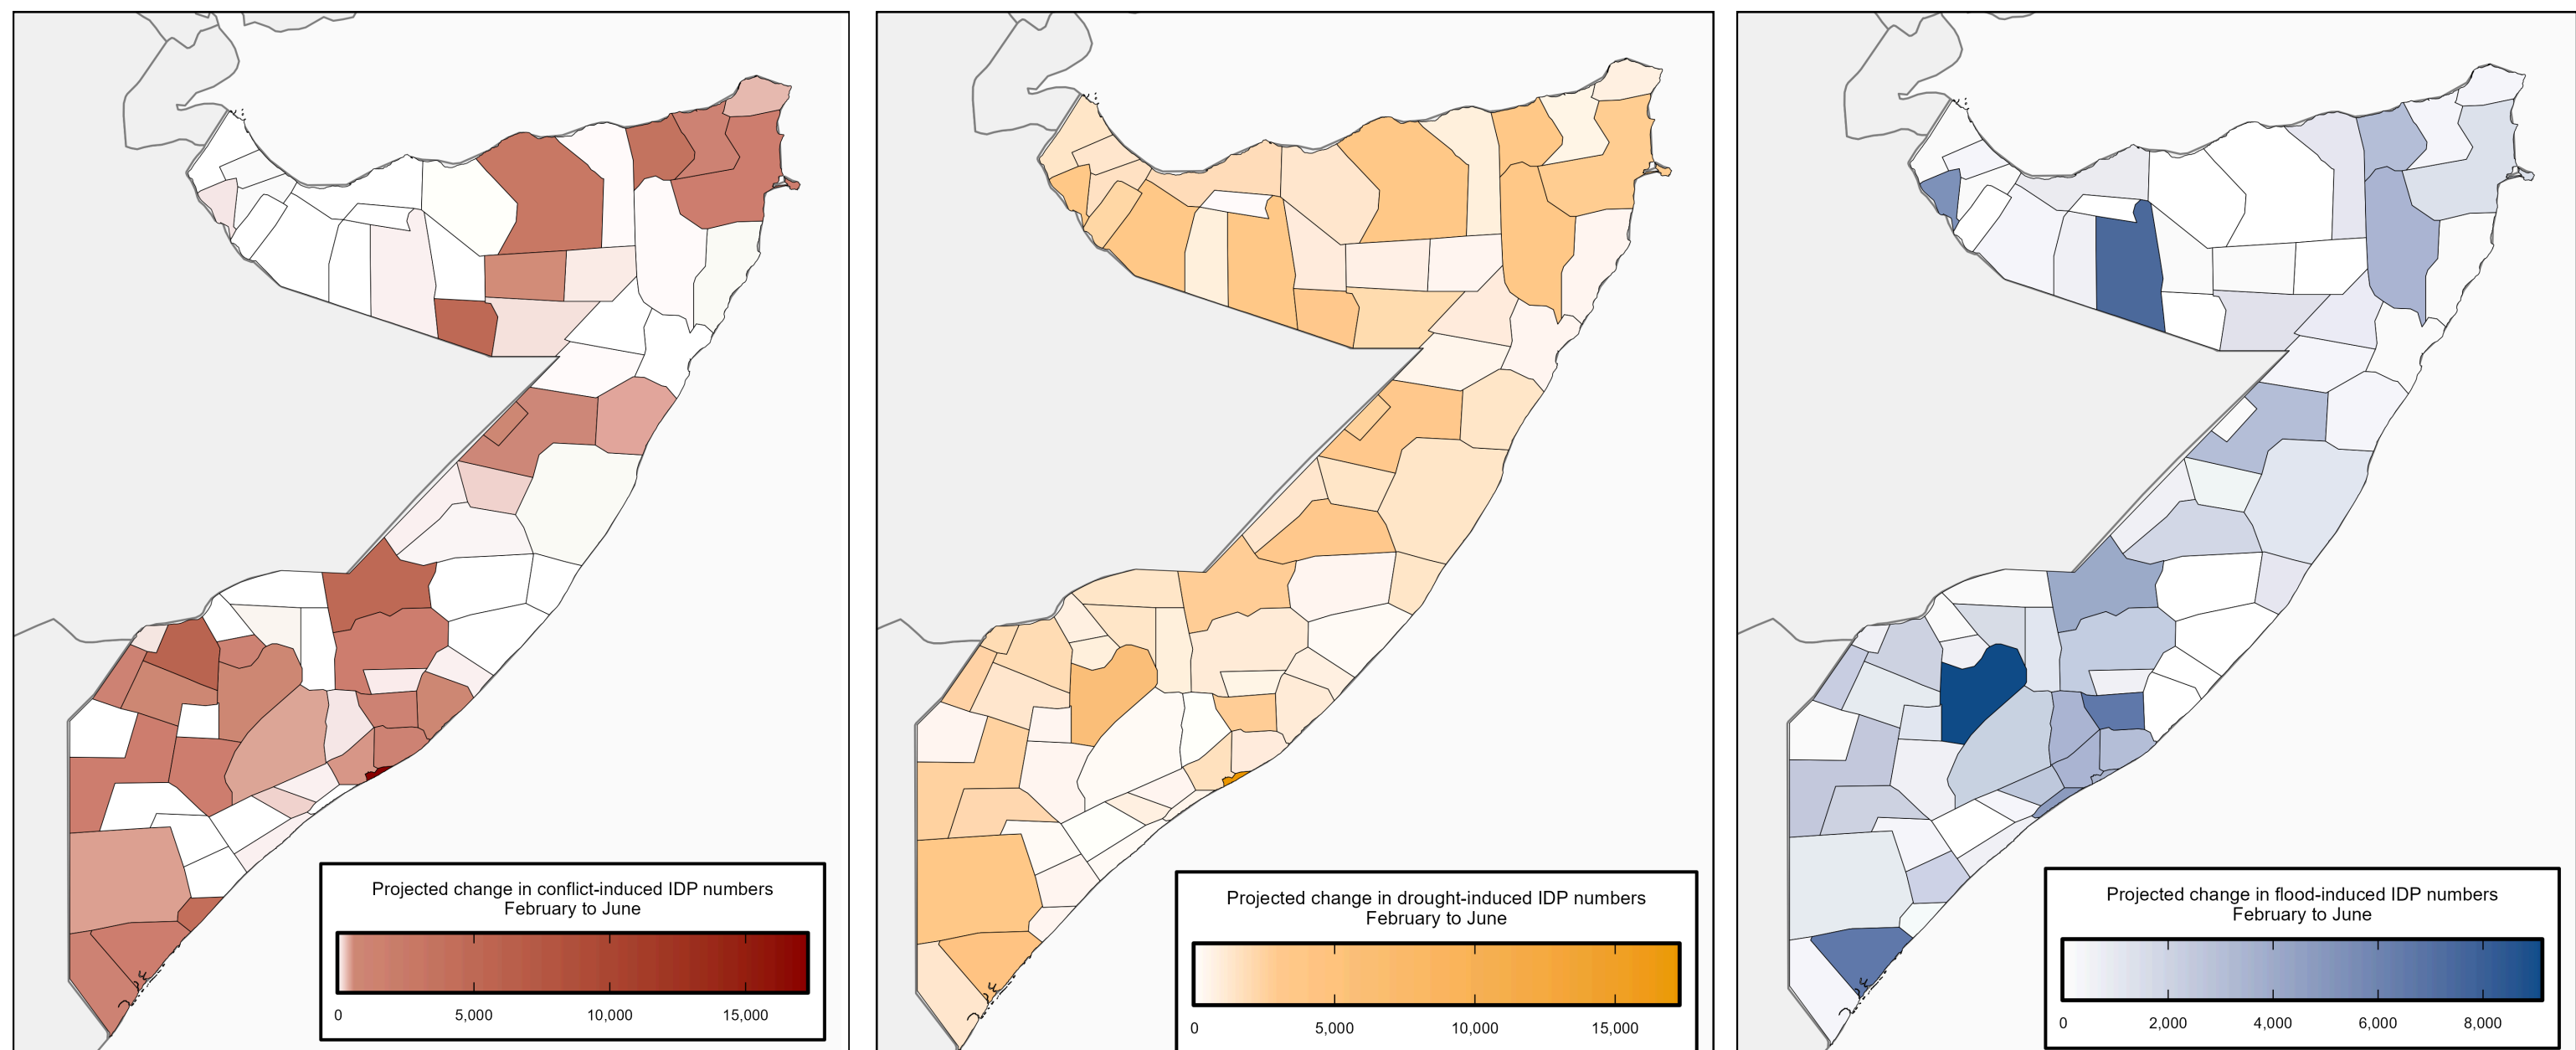 Projected change in conflict-induced IDP numbers
February to June
0 5,000 10,000 15,000
Projected change in drought-induced IDP numbers
February to June
0 5,000 10,000 15,000
Projected change in flood-induced IDP numbers
February to June
0 2,000 4,000 6,000 8,000